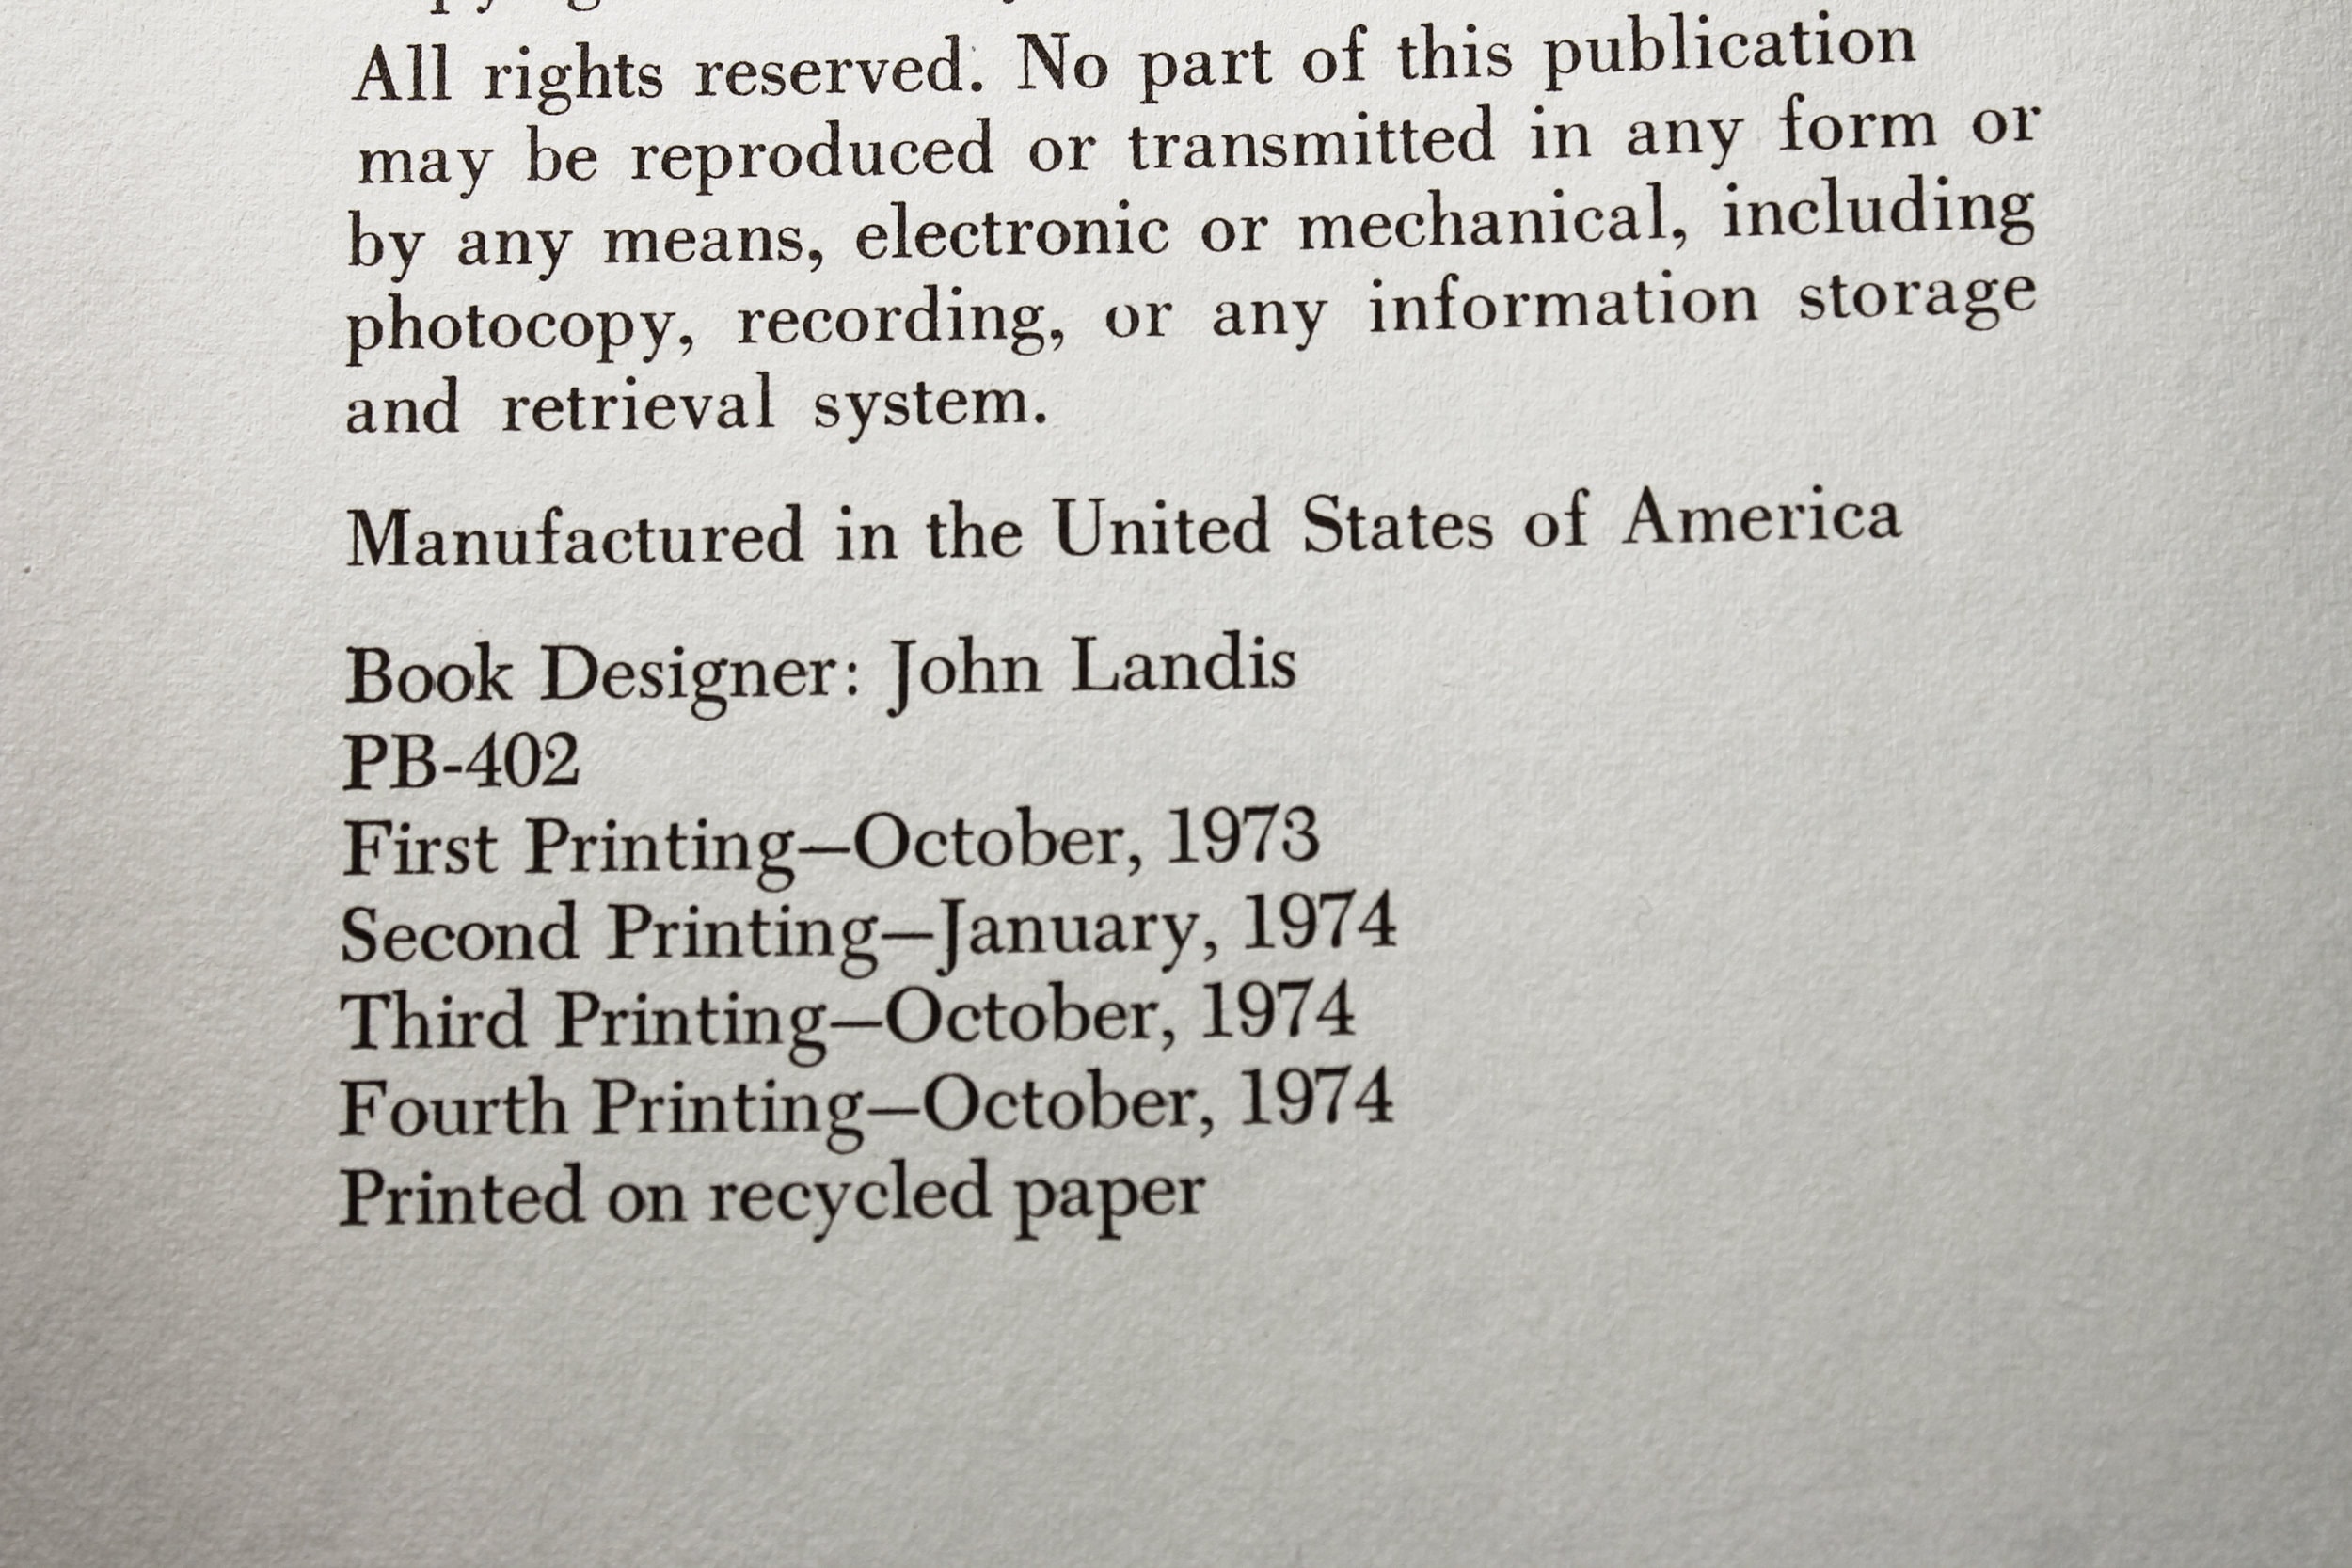 All rights reserved. No part of this publication
may be reproduced or transmitted in any form or
by any means, electronic or mechanical, including
photocopy, recording, or any information storage
and retrieval system.
Manufactured in the United States of America
Book Designer: John Landis
PB-402
First Printing—October, 1973
Second Printing—January, 1974
Third Printing—October, 1974
Fourth Printing—October, 1974
Printed on recycled paper